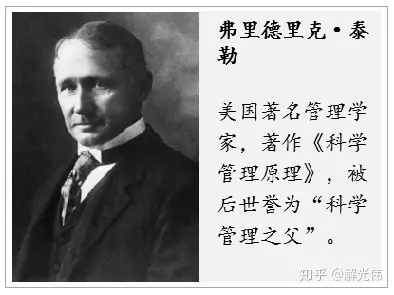 弗里德里克·泰
勒
美国著名管理学
家，著作《科学
管理原理》，被
后世誉为“科学
管理之父”。
知乎 @解光伟